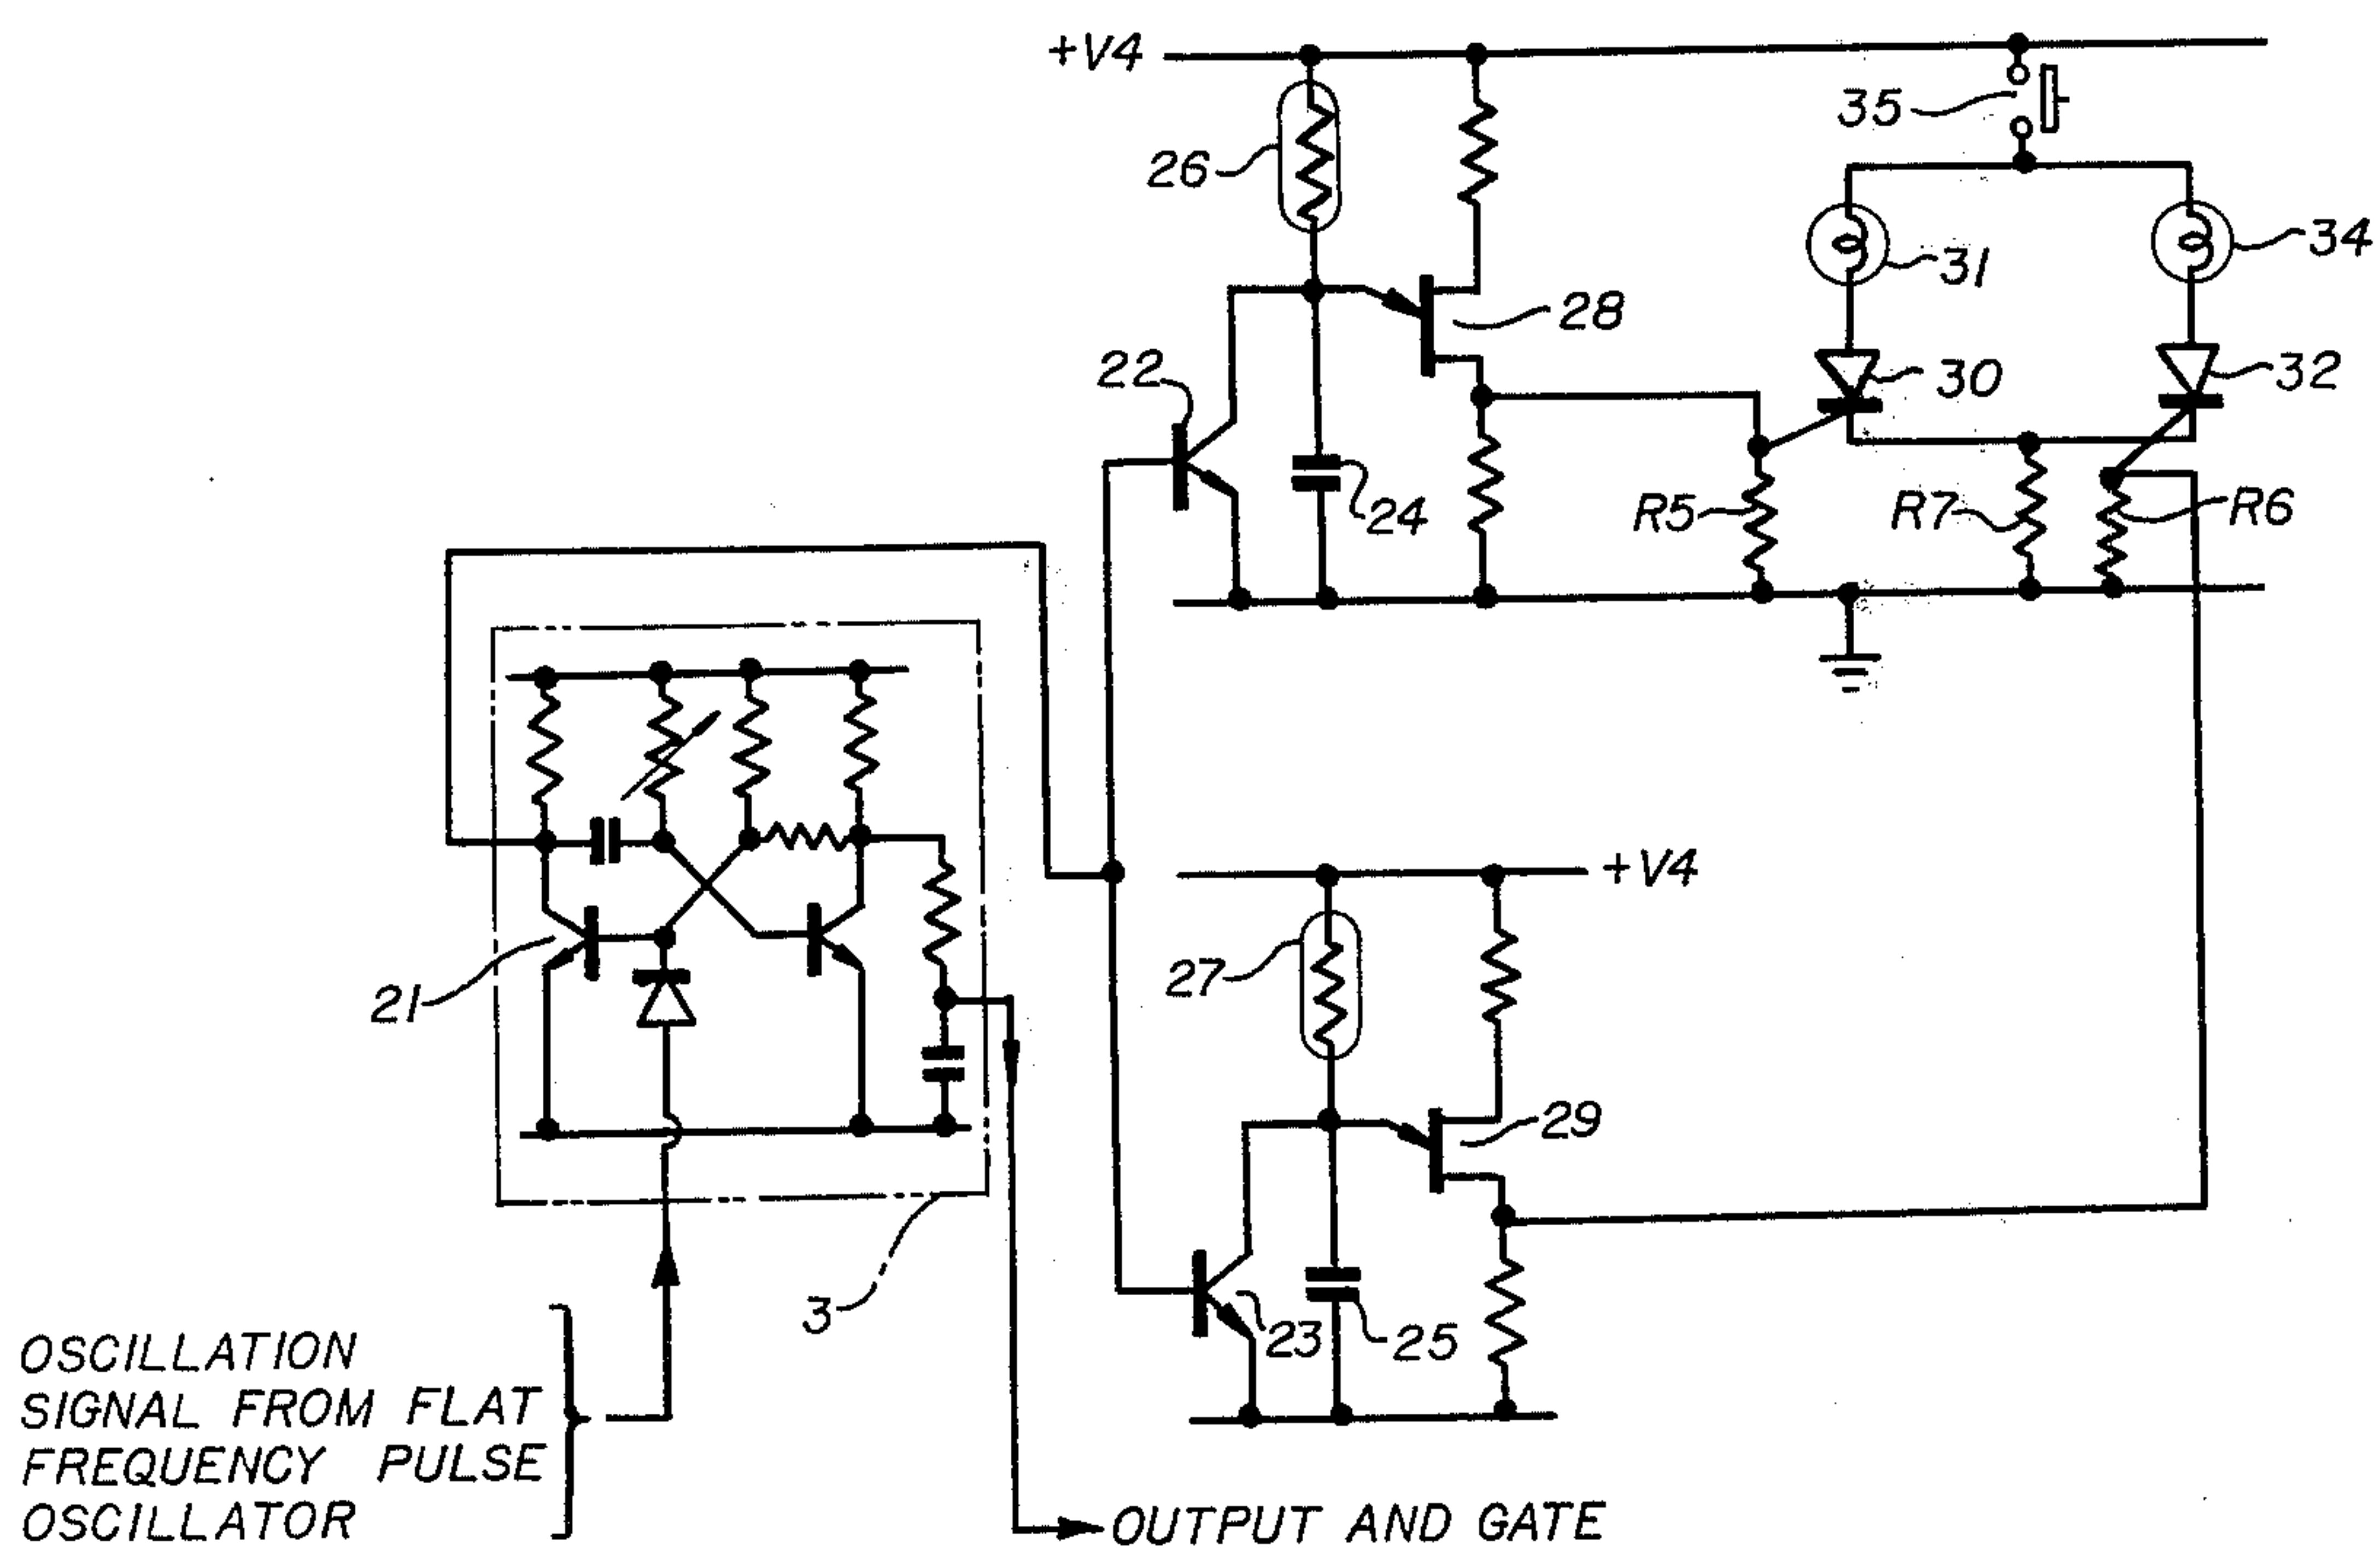 +V4
35
26
34
31
28
22
30
32
24
R5
R7
R6
21
+V4
27
29
3
23
25
OSCILLATION
SIGNAL FROM FLAT
FREQUENCY PULSE
OSCILLATOR
OUTPUT AND GATE